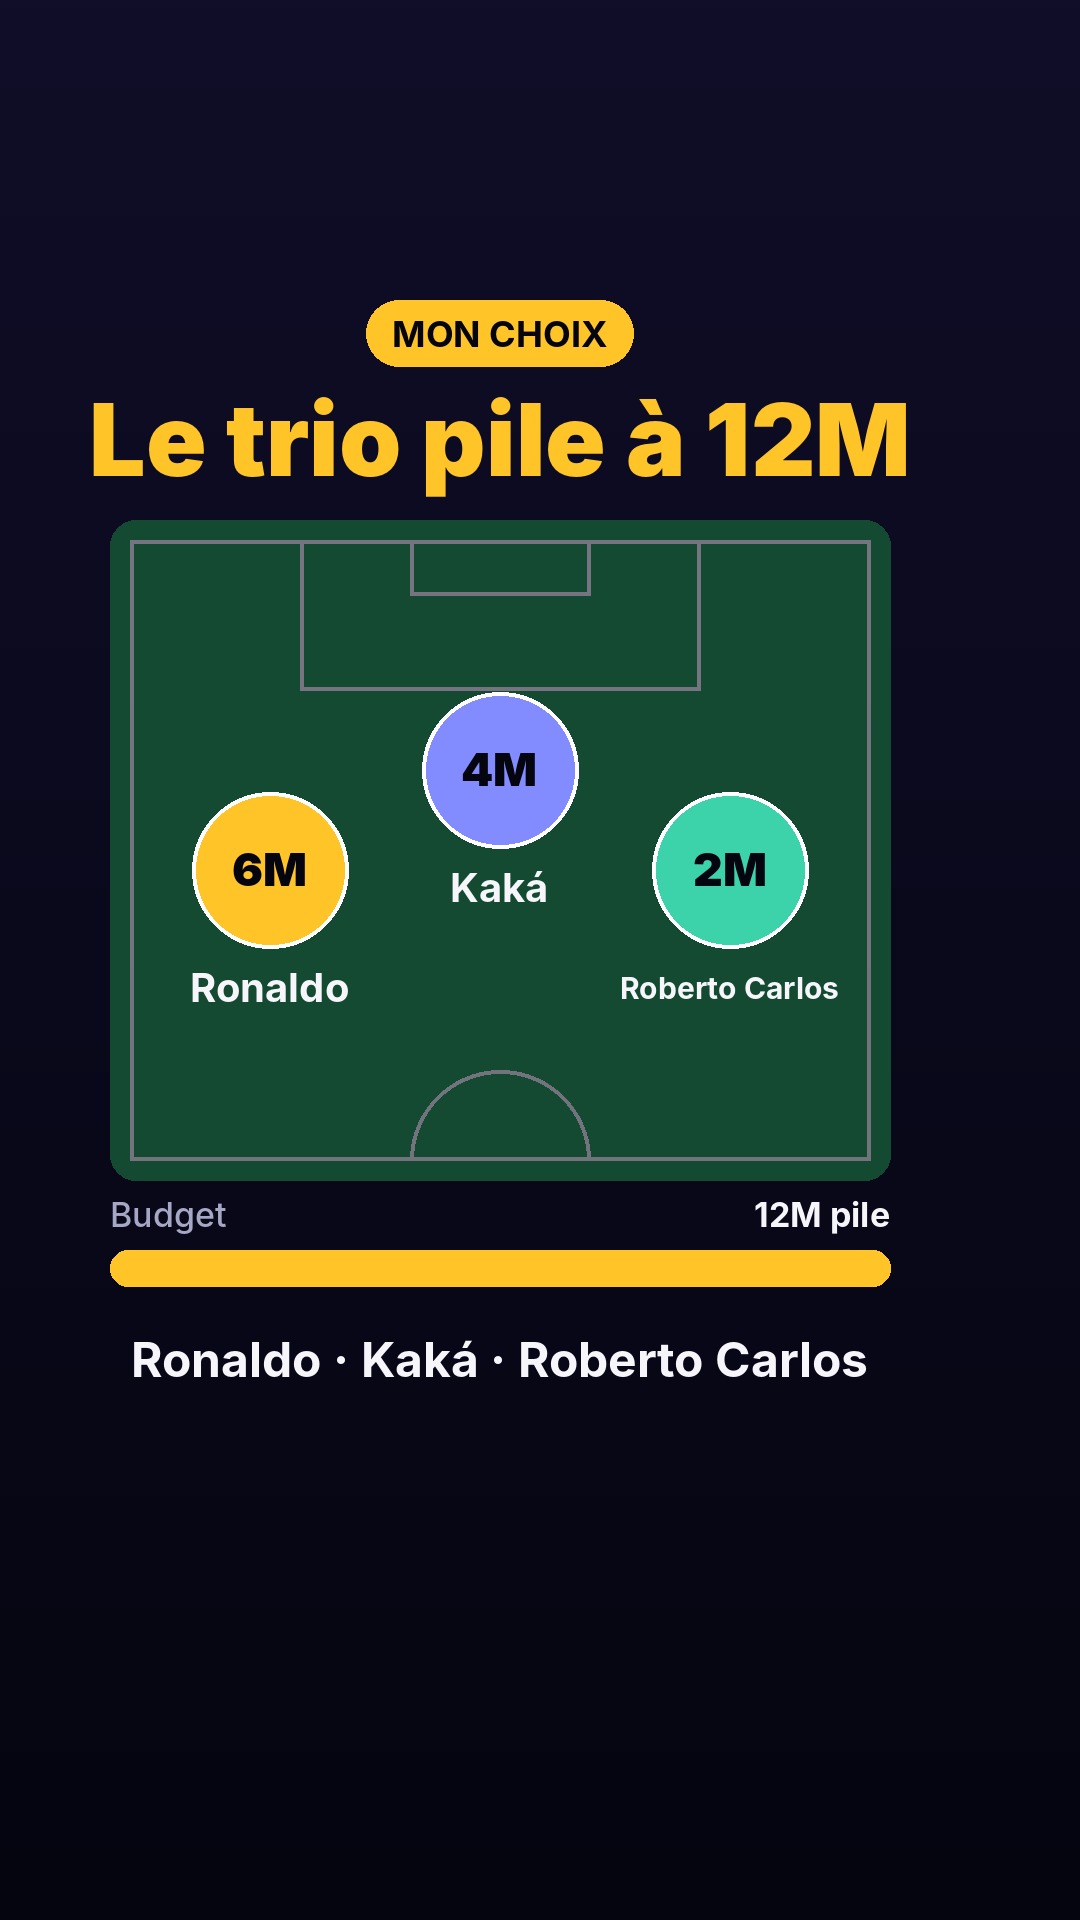 MON CHOIX
Le trio pile à 12M
4M
6M
2M
Kaká
Ronaldo
Roberto Carlos
Budget
12M pile
Ronaldo · Kaká · Roberto Carlos